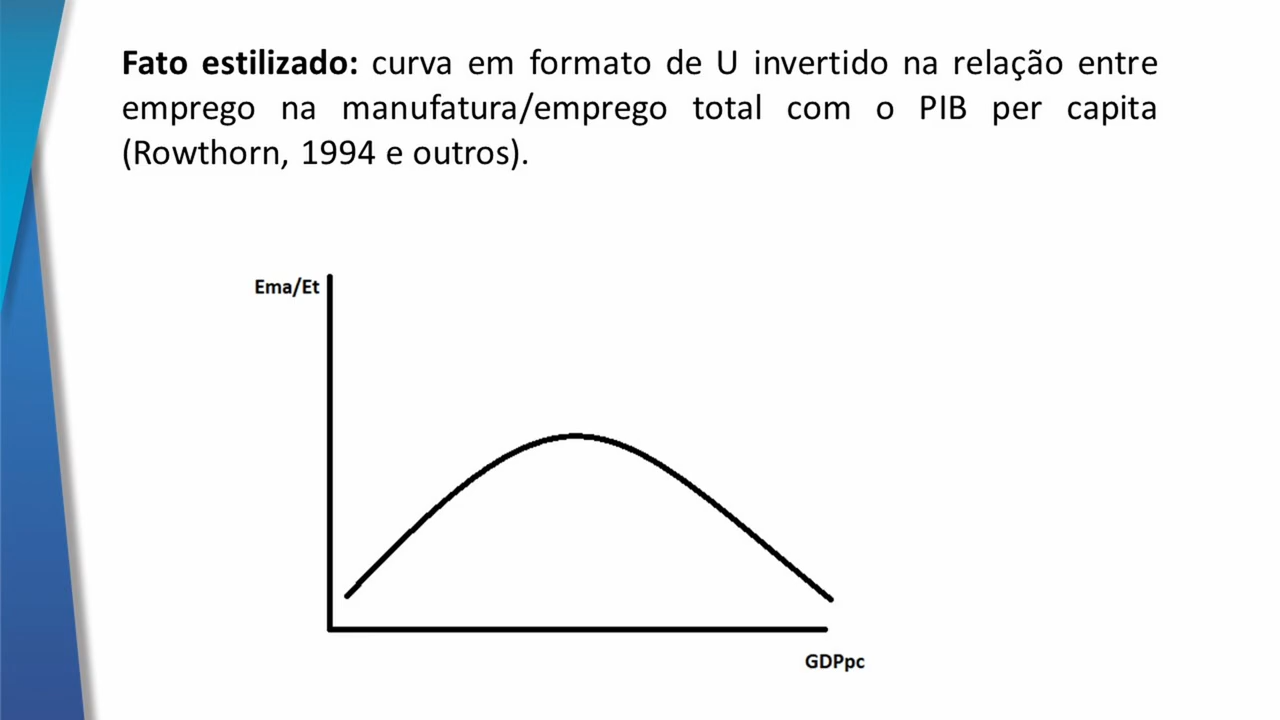 Fato estilizado: curva em formato de U invertido na relação entre
emprego na manufatura/emprego total com o PIB per capita
(Rowthorn, 1994 e outros).
Ema/Et
GDPpc